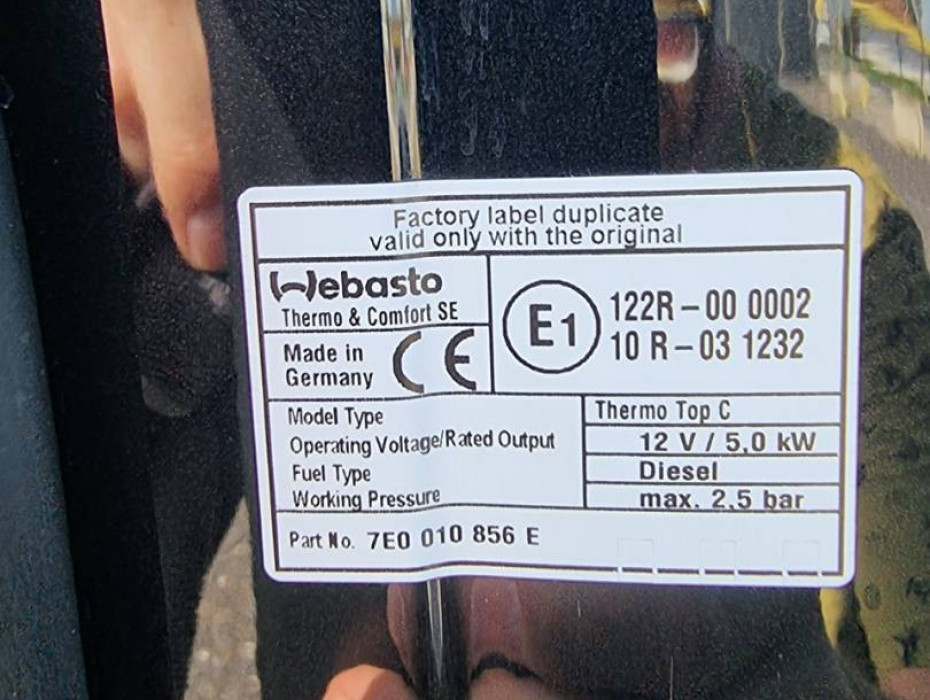 Factory label duplicate
valid only with the original
Webasto
Thermo & Comfort SE
Made in
Germany
CE
E1
122R-00 0002
10 R-03 1232
Model Type Thermo Top C
Operating Voltage/Rated Output 12 V / 5,0 kW
Fuel Type Diesel
Working Pressure max. 2,5 bar
Part No. 7E0 010 856 E